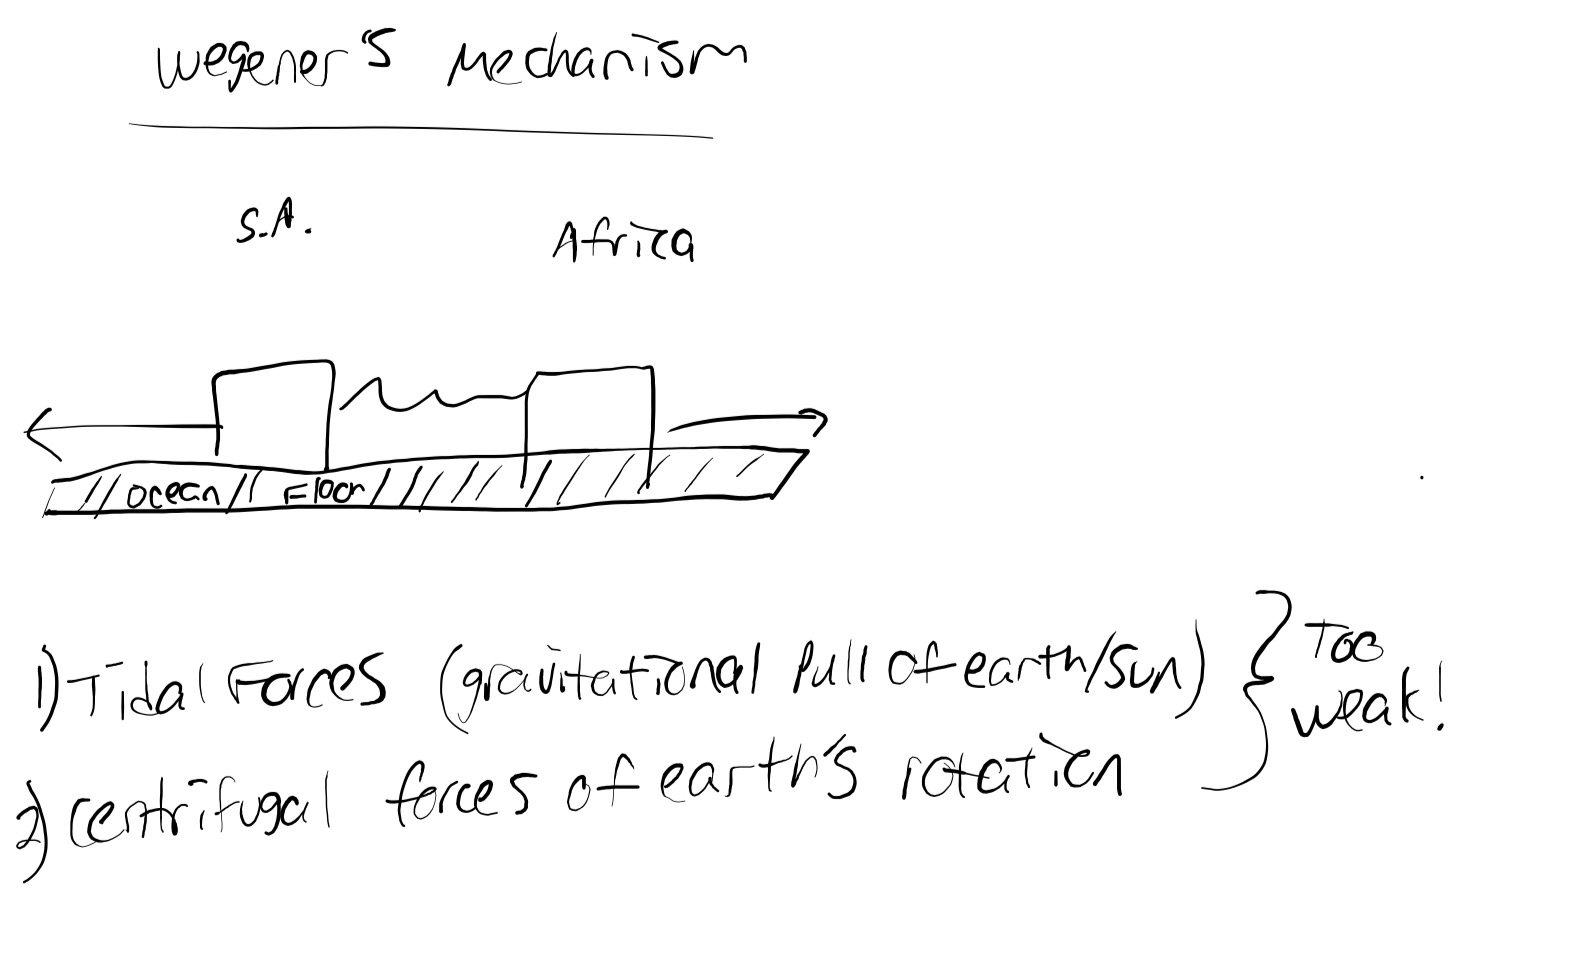 Wegener's Mechanism
S.A.
Africa
Ocean Floor
1) Tidal Forces (gravitational Pull of earth/sun)
Too
weak!
2) centrifugal forces of earth's rotation